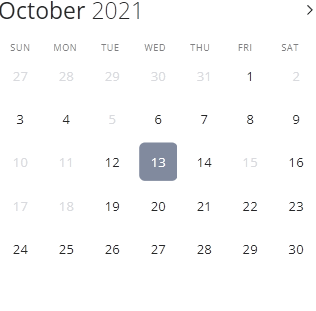 October 2021
SUN MON TUE WED THU FRI SAT
27 28 29 30 31 1 2
3 4 5 6 7 8 9
10 11 12 13 14 15 16
17 18 19 20 21 22 23
24 25 26 27 28 29 30